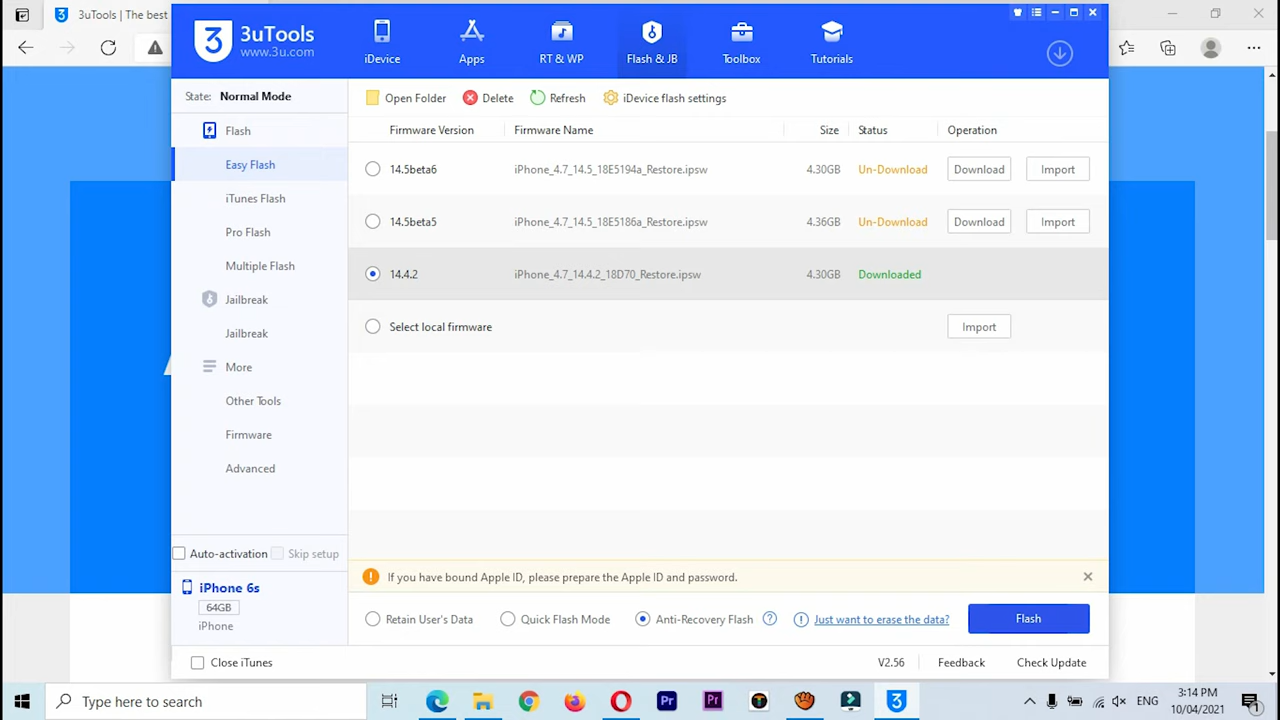 3uTools | The best
3uTools
www.3u.com
iDevice
Apps
RT & WP
Flash & JB
Toolbox
Tutorials
State: Normal Mode
Open Folder
Delete
Refresh
iDevice flash settings
Flash
Easy Flash
iTunes Flash
Pro Flash
Multiple Flash
Jailbreak
Jailbreak
More
Other Tools
Firmware
Advanced
Firmware Version Firmware Name Size Status Operation
14.5beta6 iPhone_4.7_14.5_18E5194a_Restore.ipsw 4.30GB Un-Download Download Import
14.5beta5 iPhone_4.7_14.5_18E5186a_Restore.ipsw 4.36GB Un-Download Download Import
14.4.2 iPhone_4.7_14.4.2_18D70_Restore.ipsw 4.30GB Downloaded
Select local firmware Import
Auto-activation Skip setup
iPhone 6s
64GB
iPhone
If you have bound Apple ID, please prepare the Apple ID and password.
Retain User's Data Quick Flash Mode Anti-Recovery Flash Just want to erase the data? Flash
Close iTunes
V2.56 Feedback Check Update
Type here to search
ENG
3:14 PM
10/04/2021